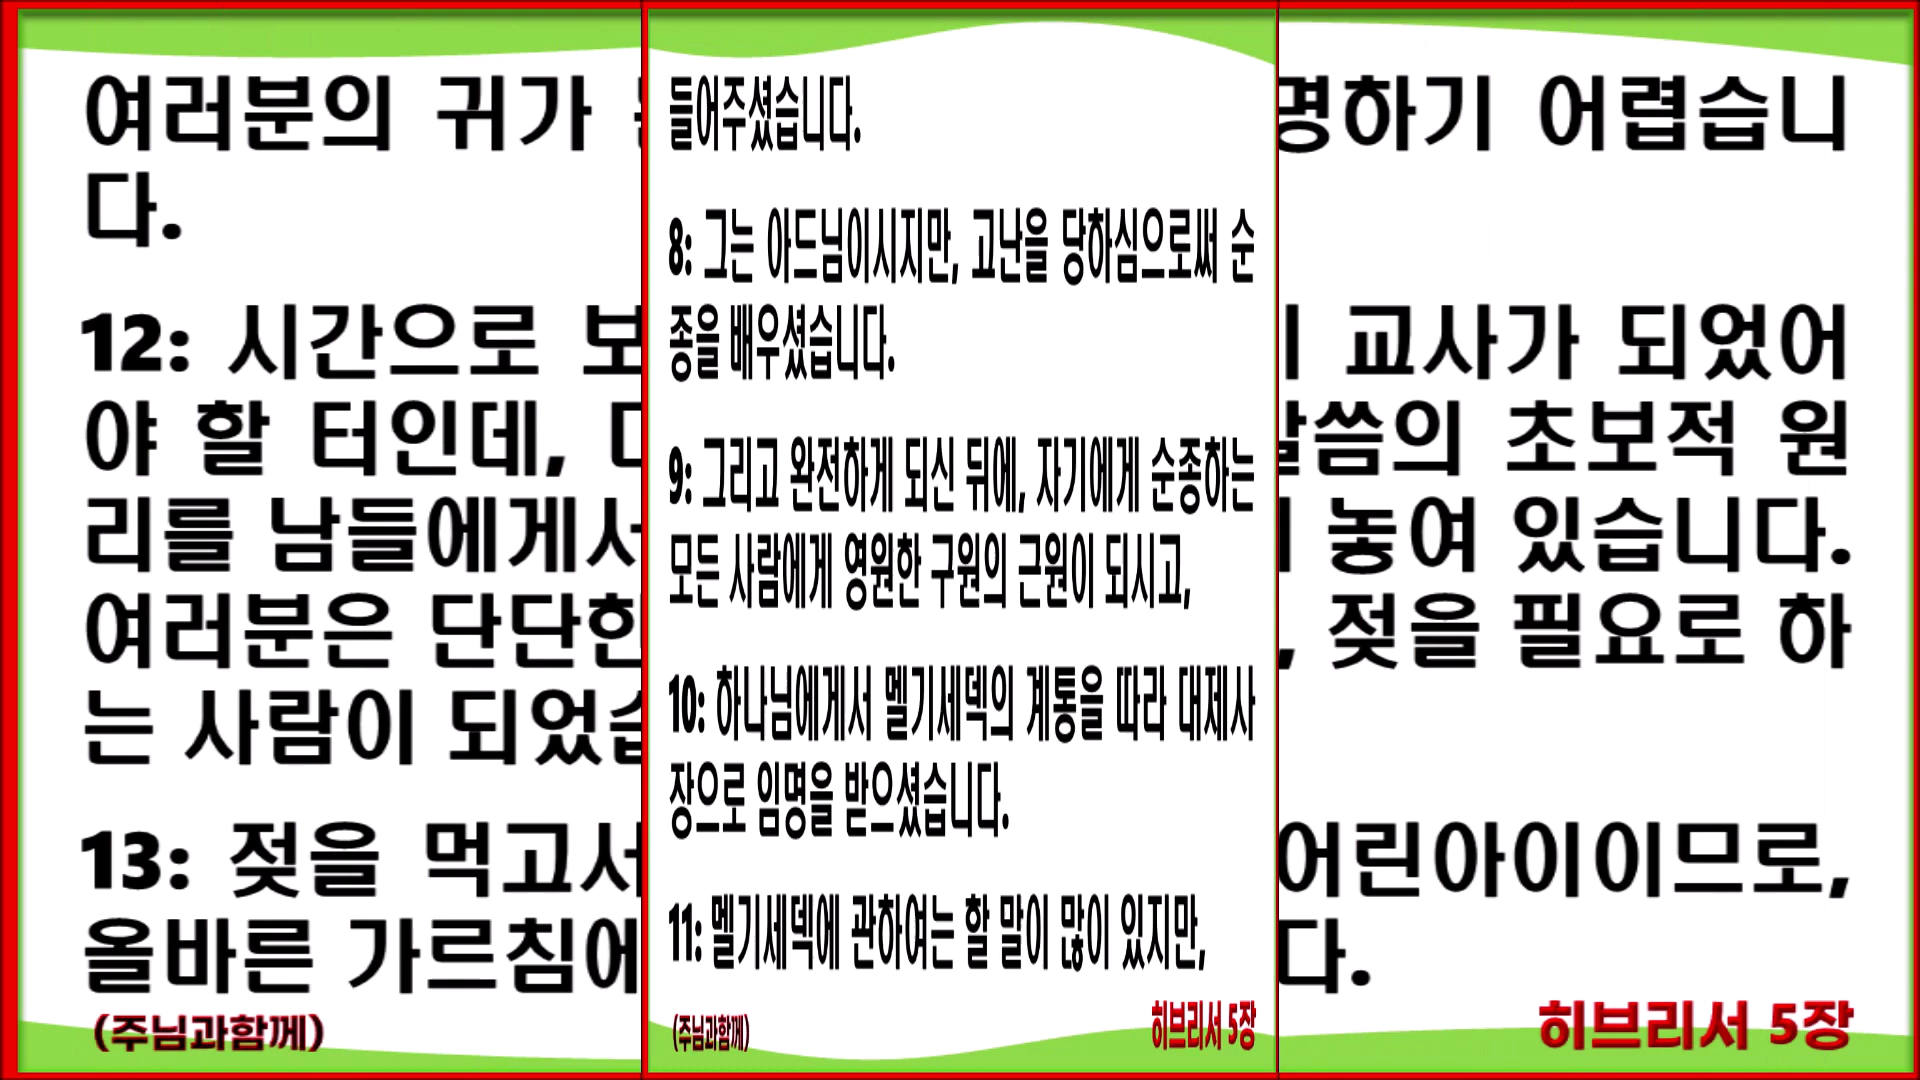 여러분의 귀가
다.
12: 시간으로
야 할 터인데,
리를 남들에게서
여러분은
는 사람이
13: 젖을 먹고서
올바른 가르침에
(주님과함께)
들어주셨습니다.
8: 그는 아드님이시지만, 고난을 당하심으로써 순
종을 배우셨습니다.
9: 그리고 완전하게 되신 뒤에, 자기에게 순종하는
모든 사람에게 영원한 구원의 근원이 되시고,
10: 하나님에게서 멜기세덱의 계통을 따라 대제사
장으로 임명을 받으셨습니다.
11: 멜기세덱에 관하여는 할 말이 많이 있지만,
(주님과함께)
히브리서 5장
명하기 어렵습니
교사가 되었어
말씀의 초보적 원
놓여 있습니다.
젖을 필요로 하
어린아이이므로,
다.
히브리서 5장